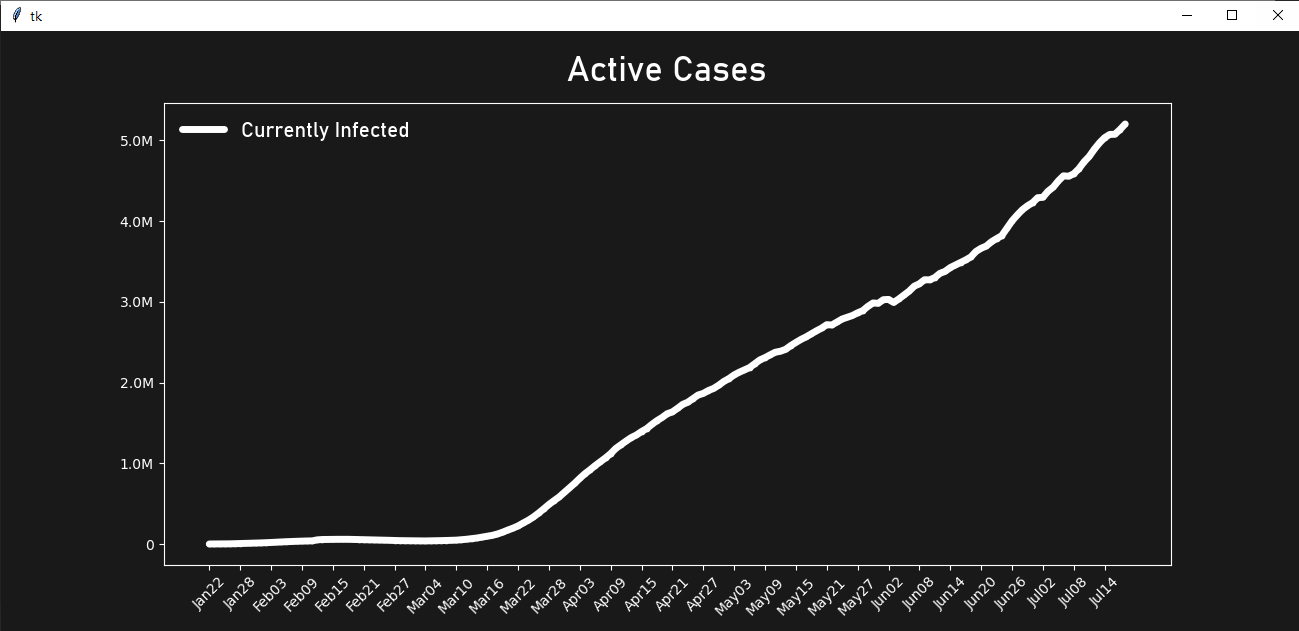 tk
Active Cases
Currently Infected
5.0M
4.0M
3.0M
2.0M
1.0M
0
Jan22 Jan28 Feb03 Feb09 Feb15 Feb21 Feb27 Mar04 Mar10 Mar16 Mar22 Mar28 Apr03 Apr09 Apr15 Apr21 Apr27 May03 May09 May15 May21 May27 Jun02 Jun08 Jun14 Jun20 Jun26 Jul02 Jul08 Jul14